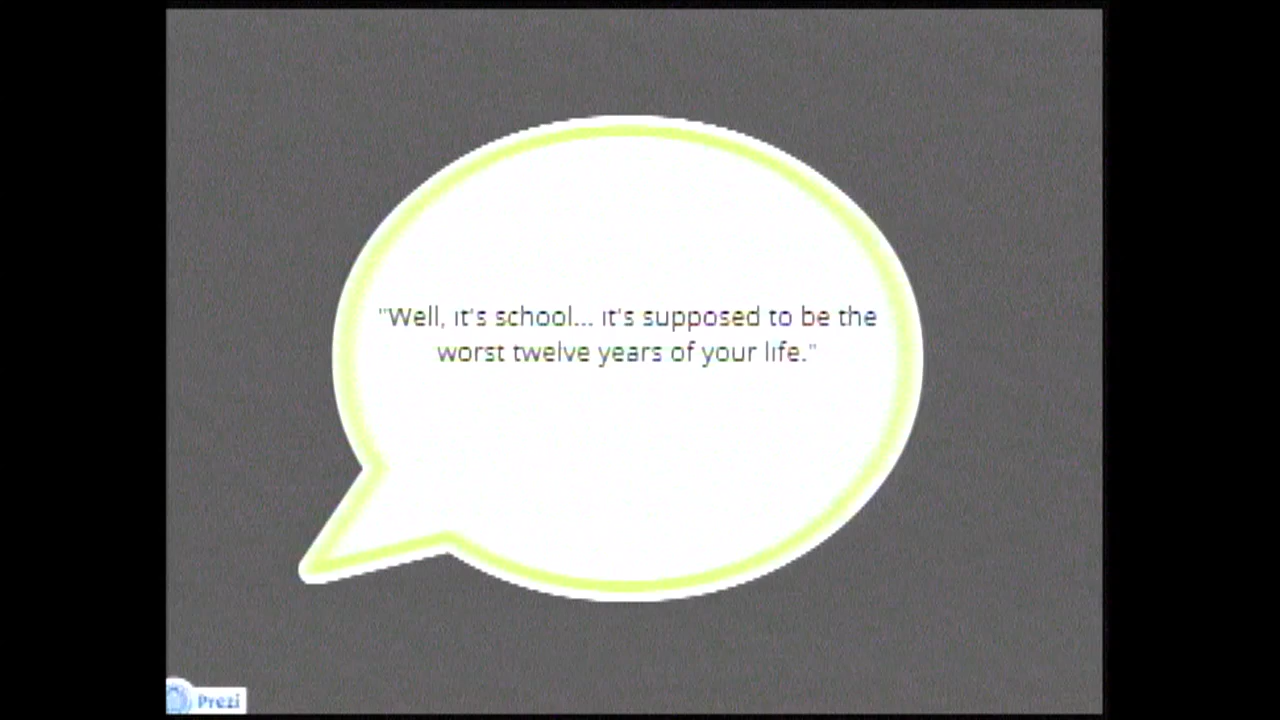 "Well, it's school... it's supposed to be the
worst twelve years of your life."
Prezi